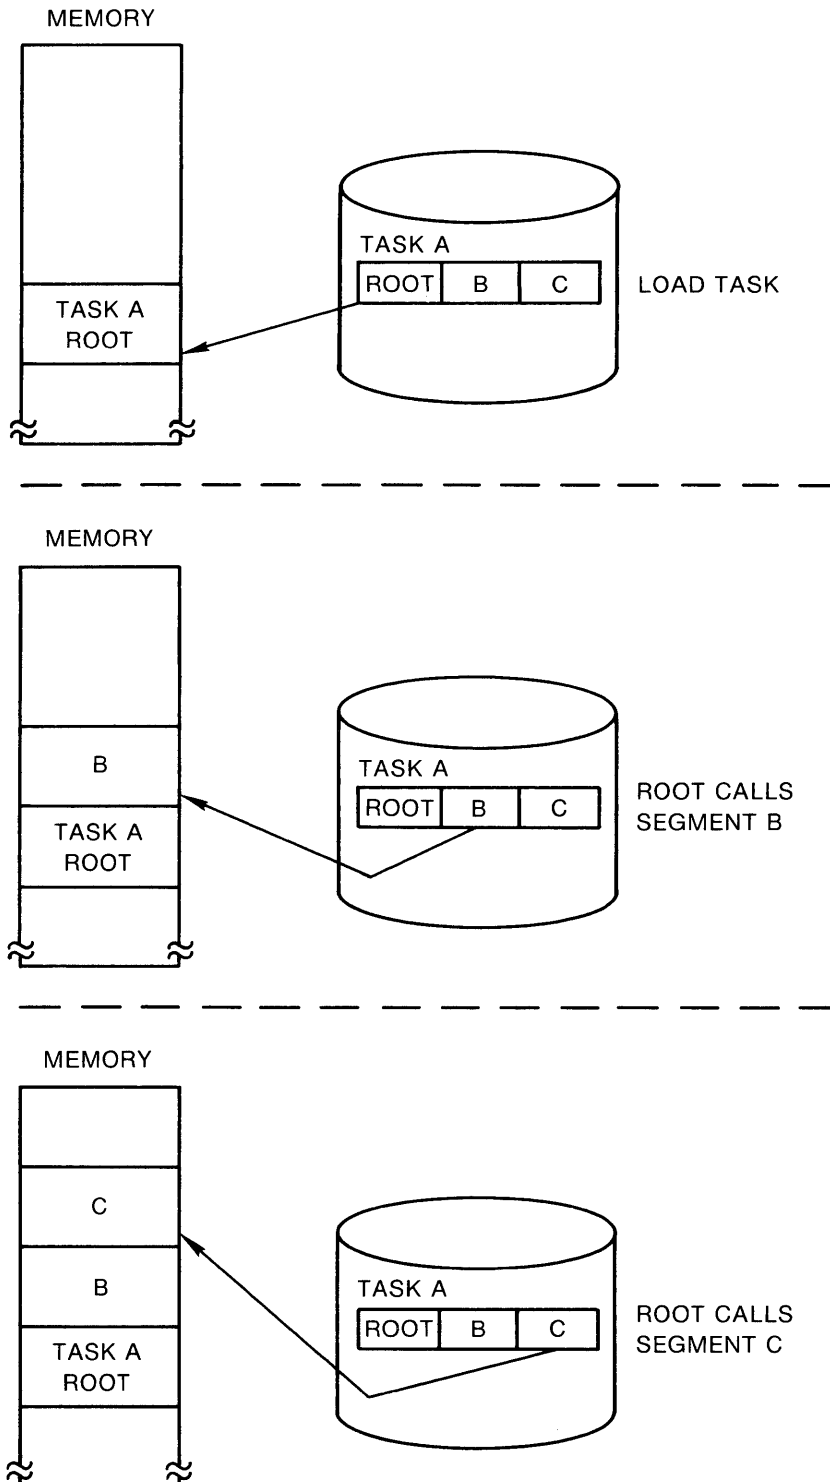 MEMORY
TASK A
ROOT
TASK A
ROOT B C
LOAD TASK
MEMORY
B
TASK A
ROOT
TASK A
ROOT B C
ROOT CALLS
SEGMENT B
MEMORY
C
B
TASK A
ROOT
TASK A
ROOT B C
ROOT CALLS
SEGMENT C